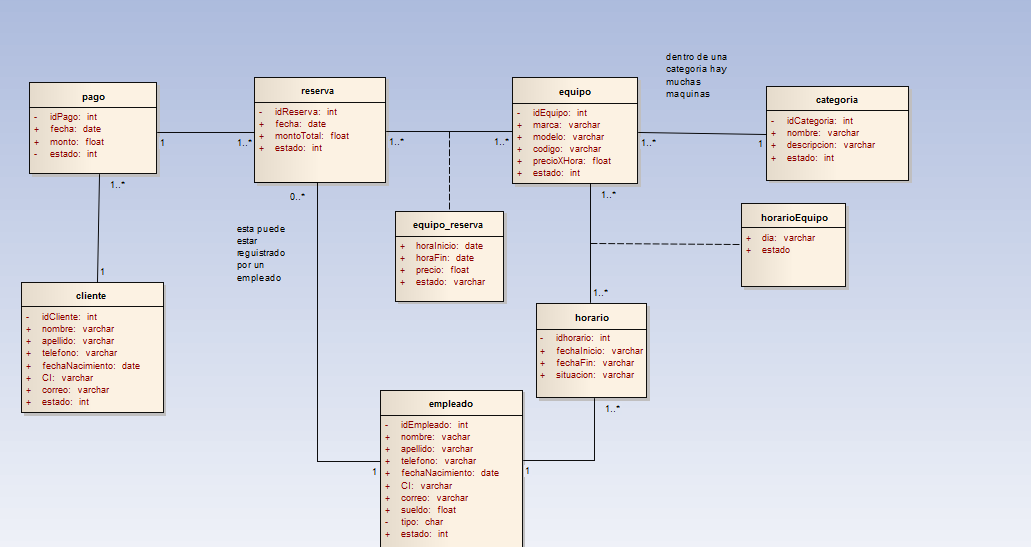 pago
- idPago: int
+ fecha: date
+ monto: float
- estado: int
1
1..*
reserva
- idReserva: int
+ fecha: date
+ montoTotal: float
+ estado: int
1..*
1..*
0..*
equipo
- idEquipo: int
+ marca: varchar
+ modelo: varchar
+ codigo: varchar
+ precioXHora: float
+ estado: int
1..*
1..*
1..*
dentro de una
categoria hay
muchas
maquinas
categoria
- idCategoria: int
+ nombre: varchar
+ descripcion: varchar
+ estado: int
1
esta puede
estar
reguistrado
por un
empleado
equipo_reserva
+ horaInicio: date
+ horaFin: date
+ precio: float
+ estado: varchar
horarioEquipo
+ dia: varchar
+ estado
1
cliente
- idCliente: int
+ nombre: varchar
+ apellido: varchar
+ telefono: varchar
+ fechaNacimiento: date
+ CI: varchar
+ correo: varchar
+ estado: int
1..*
horario
- idhorario: int
+ fechaInicio: varchar
+ fechaFin: varchar
+ situacion: varchar
1..*
empleado
- idEmpleado: int
+ nombre: vachar
+ apellido: varchar
+ telefono: varchar
+ fechaNacimiento: date
+ CI: varchar
+ correo: varchar
+ sueldo: float
- tipo: char
+ estado: int
1
1